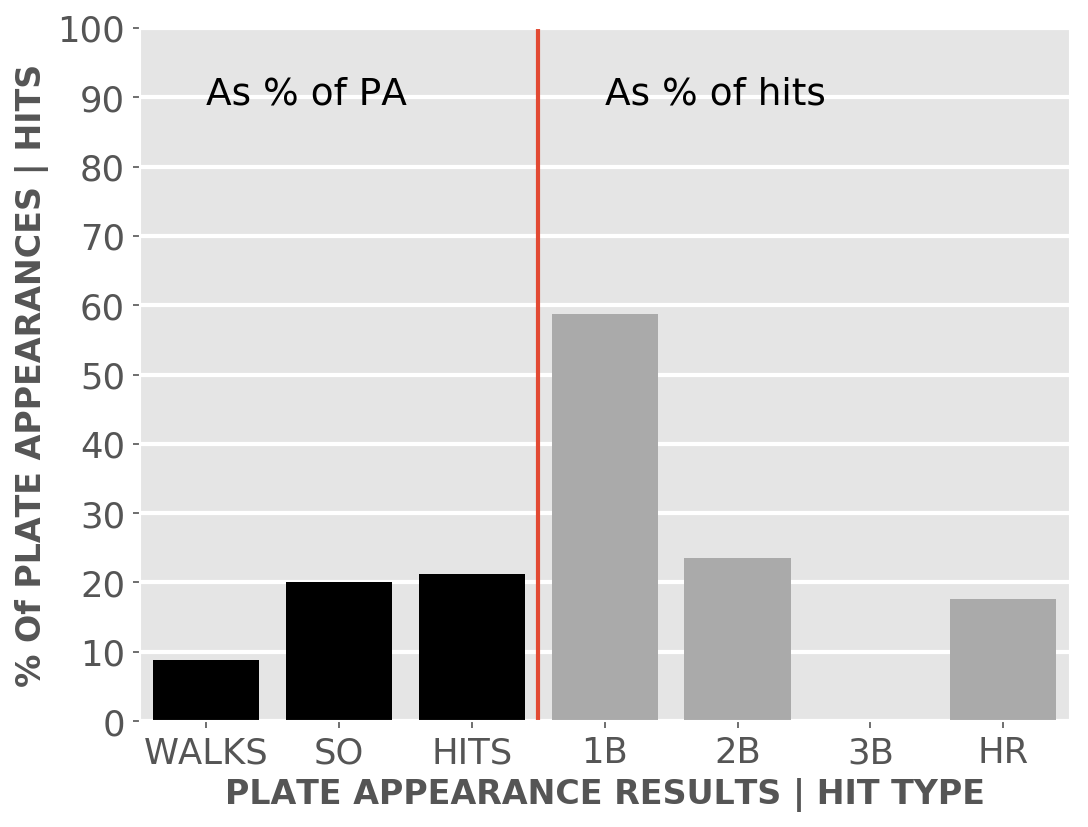 % Of PLATE APPEARANCES | HITS
100
90
80
70
60
50
40
30
20
10
0
As % of PA
As % of hits
WALKS SO HITS 1B 2B 3B HR
PLATE APPEARANCE RESULTS | HIT TYPE